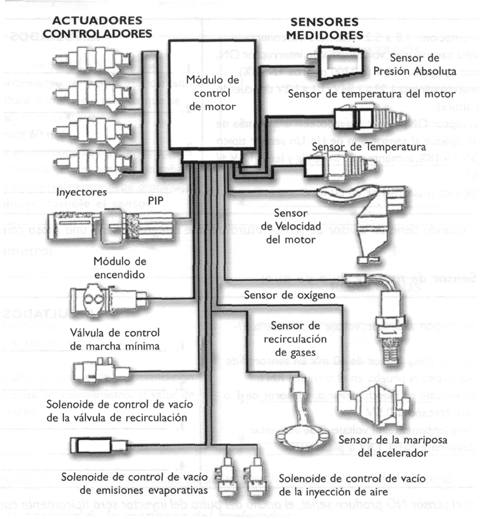 ACTUADORES
CONTROLADORES
SENSORES
MEDIDORES
Módulo de
control
de motor
Sensor de
Presión Absoluta
Sensor de temperatura del motor
Sensor de Temperatura
Inyectores
PIP
Sensor
de Velocidad
del motor
Módulo de
encendido
Sensor de oxígeno
Válvula de control
de marcha mínima
Sensor de
recirculación
de gases
Solenoide de control de vacío
de la válvula de recirculación
Sensor de la mariposa
del acelerador
Solenoide de control de vacío
de emisiones evaporativas
Solenoide de control de vacío
de la inyección de aire